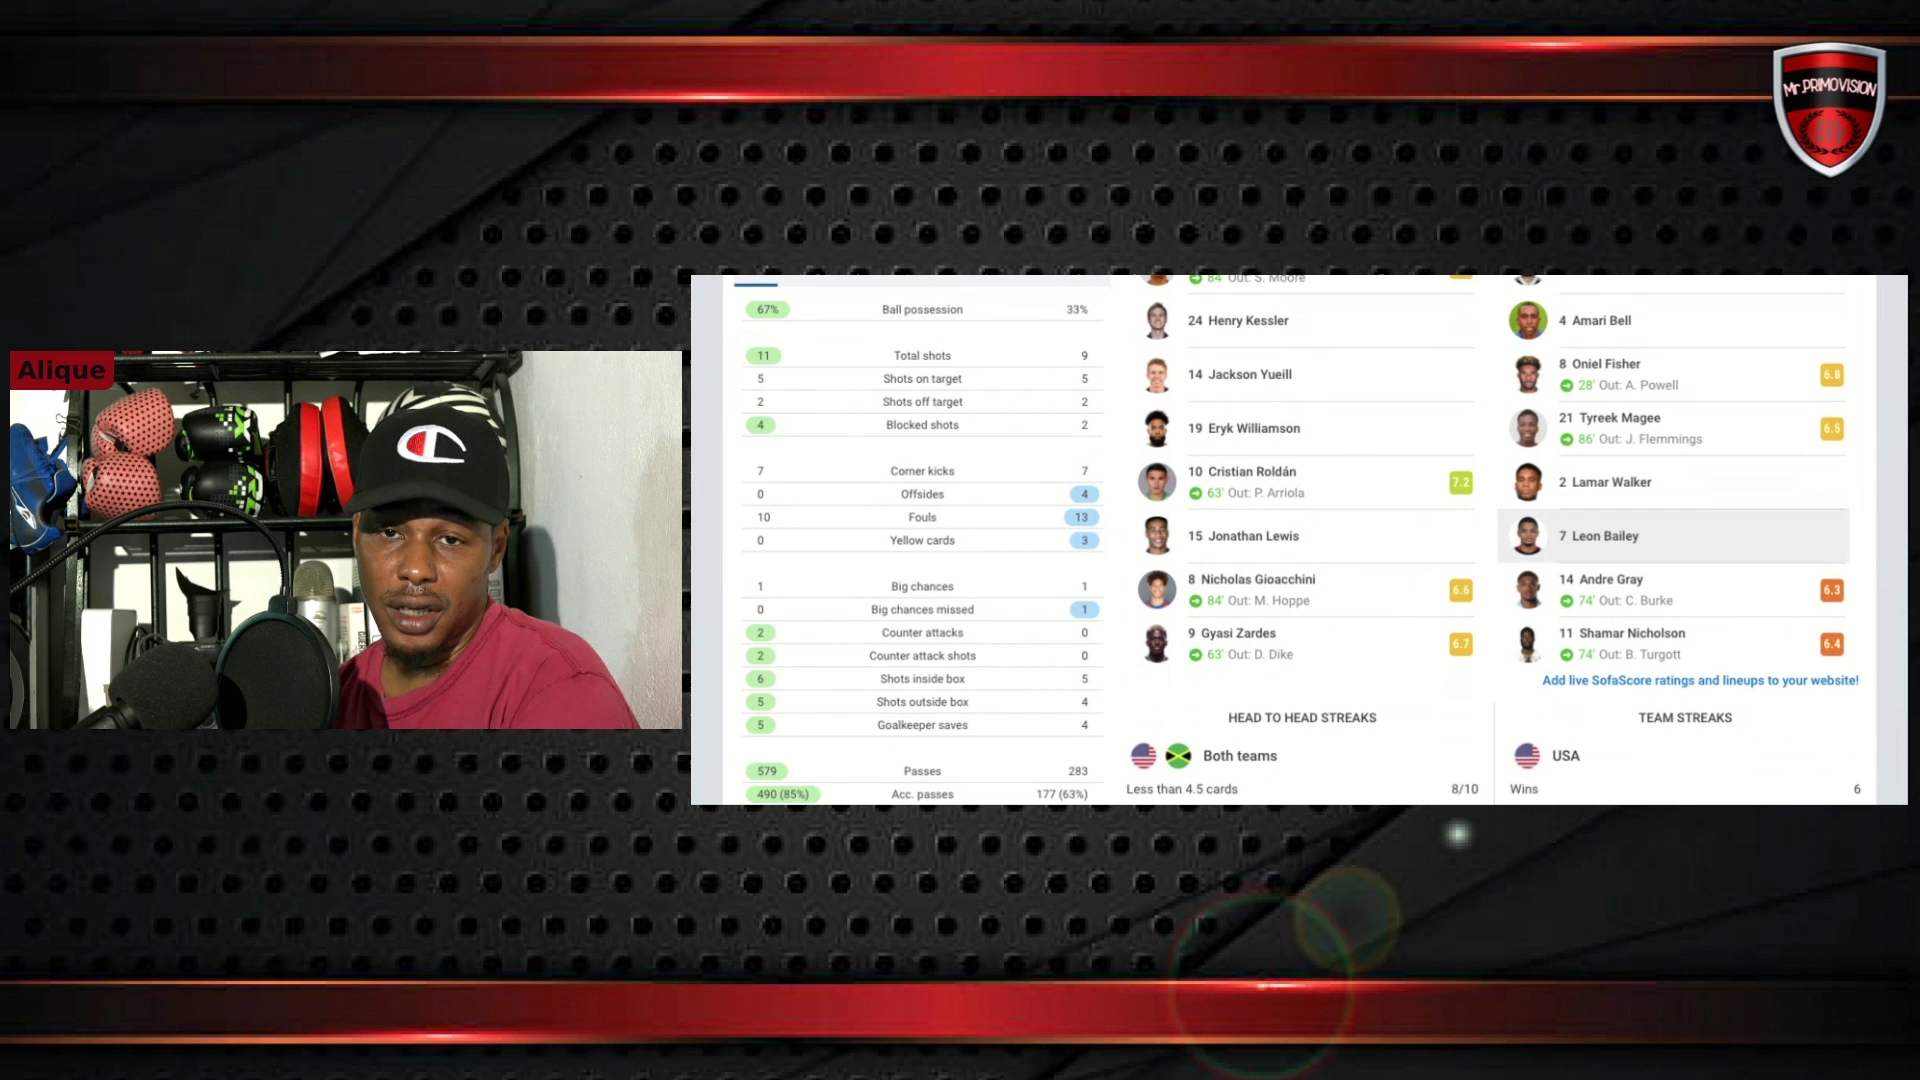 Mr.PRIMOVISION
Alique
67% Ball possession 33%
11 Total shots 9
5 Shots on target 5
2 Shots off target 2
4 Blocked shots 2
7 Corner kicks 7
0 Offsides 4
10 Fouls 13
0 Yellow cards 3
1 Big chances 1
0 Big chances missed 1
2 Counter attacks 0
2 Counter attack shots 0
6 Shots inside box 5
5 Shots outside box 4
5 Goalkeeper saves 4
579 Passes 283
490 (85%) Acc. passes 177 (63%)
84' Out: S. Moore
24 Henry Kessler
14 Jackson Yueill
19 Eryk Williamson
10 Cristian Roldán
63' Out: P. Arriola 7.2
15 Jonathan Lewis
8 Nicholas Gioacchini
84' Out: M. Hoppe 6.6
9 Gyasi Zardes
63' Out: D. Dike 6.7
4 Amari Bell
8 Oniel Fisher
28' Out: A. Powell 6.8
21 Tyreek Magee
86' Out: J. Flemmings 6.5
2 Lamar Walker
7 Leon Bailey
14 Andre Gray
74' Out: C. Burke 6.3
11 Shamar Nicholson
74' Out: B. Turgott 6.4
Add live SofaScore ratings and lineups to your website!
HEAD TO HEAD STREAKS
Both teams
Less than 4.5 cards 8/10
TEAM STREAKS
USA
Wins 6